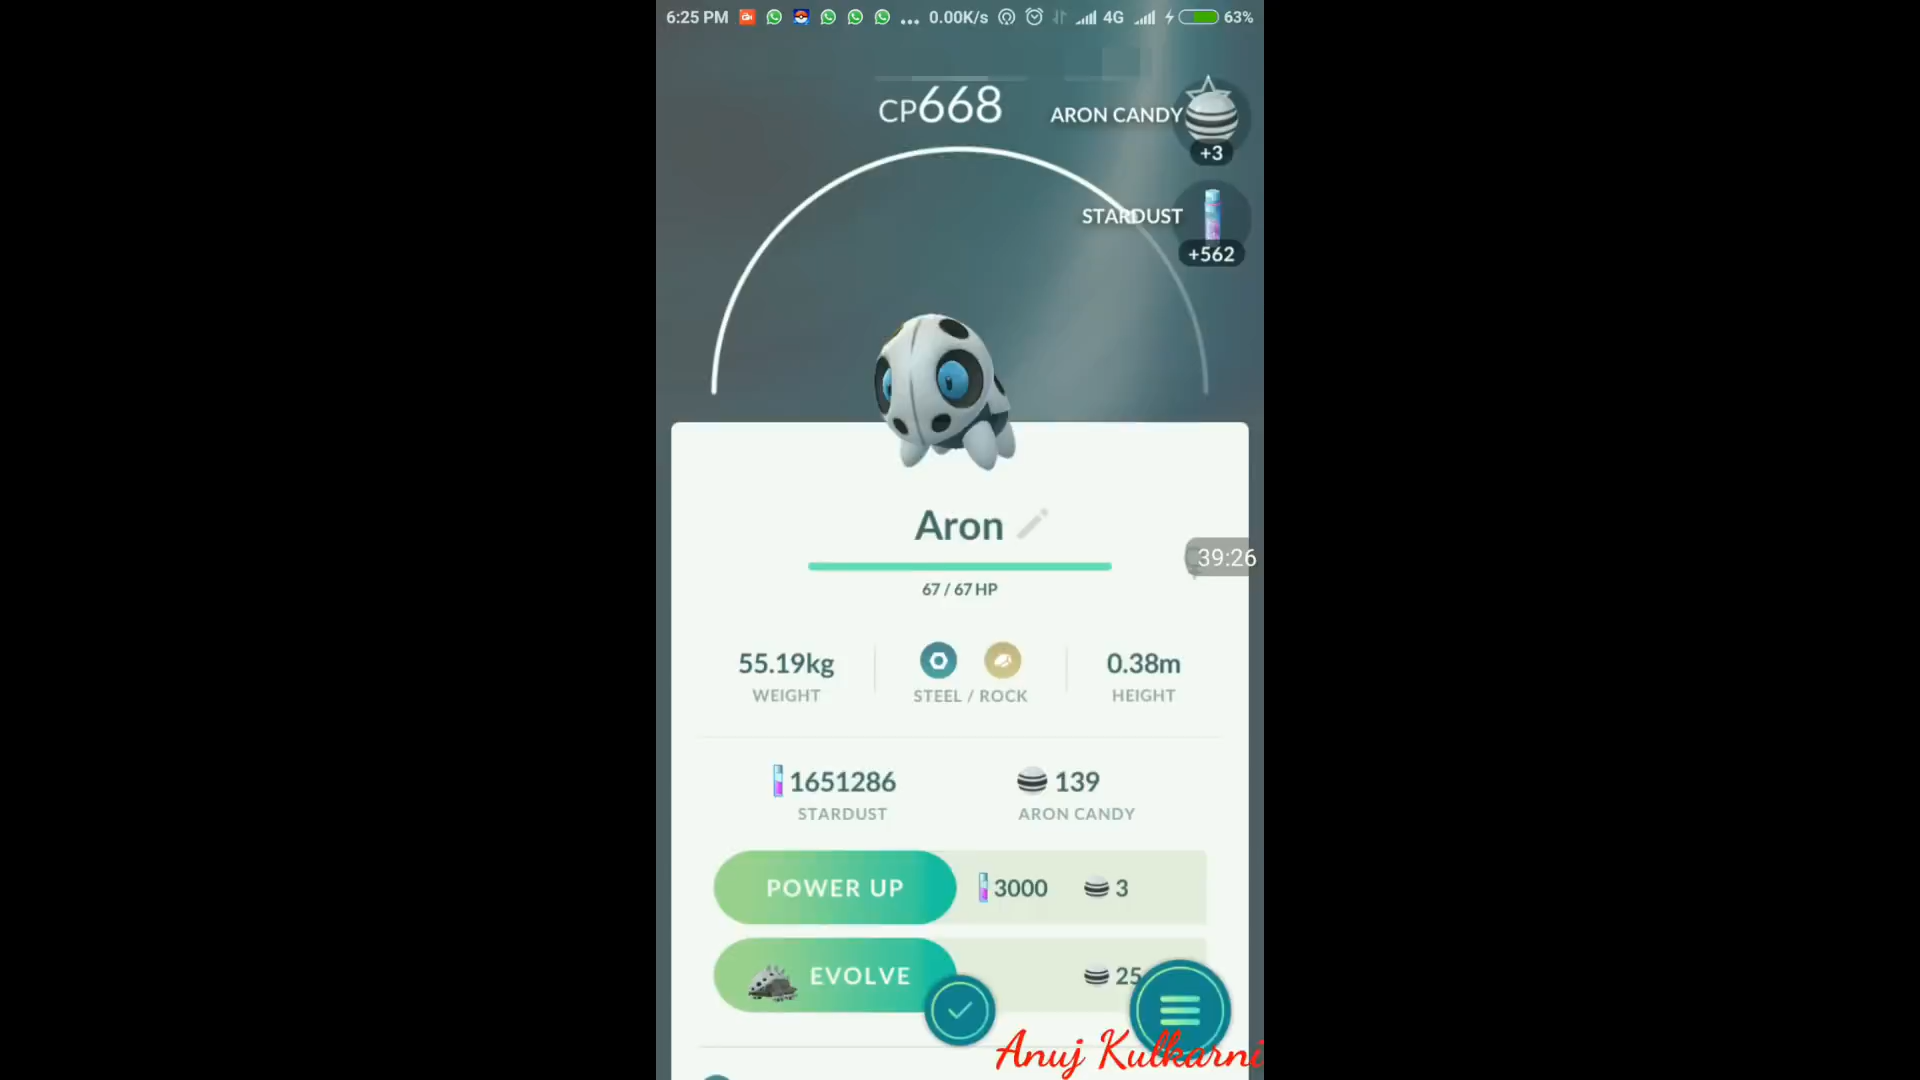 6:25 PM ... 0.00K/s 4G 63%
CP668
ARON CANDY
+3
STARDUST
+562
Aron
39:26
67 / 67 HP
55.19kg
WEIGHT
STEEL / ROCK
0.38m
HEIGHT
1651286
STARDUST
139
ARON CANDY
POWER UP 3000 3
EVOLVE 25
Anuj Kulkarni